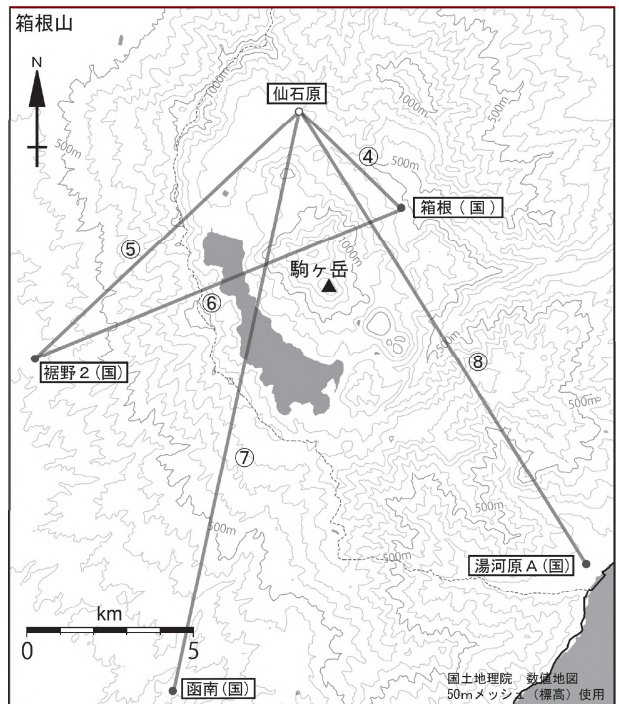 箱根山
N
1000m
仙石原
1000m
500m
500m
④
500m
箱根（国）
⑤
1000m
駒ヶ岳
⑥
500m
⑧
裾野２（国）
500m
⑦
500m
500m
500m
湯河原Ａ（国）
km
0 5
函南（国）
国土地理院　数値地図
50ｍメッシュ（標高）使用